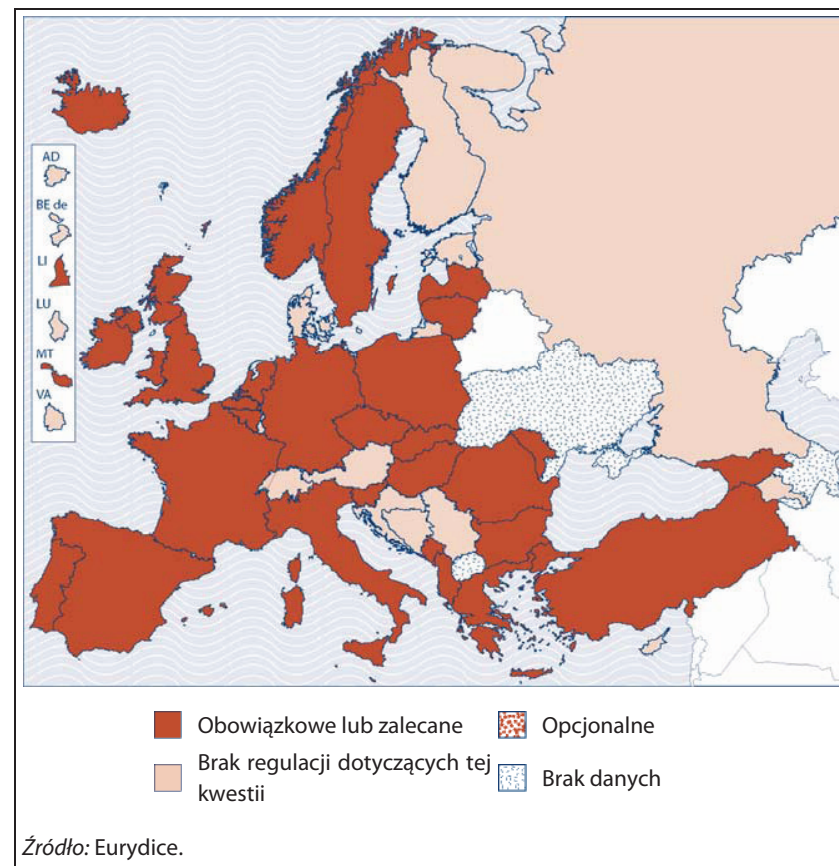 AD
BE de
LI
LU
MT
VA
Obowiązkowe lub zalecane
Opcjonalne
Brak regulacji dotyczących tej
kwestii
Brak danych
Źródło: Eurydice.